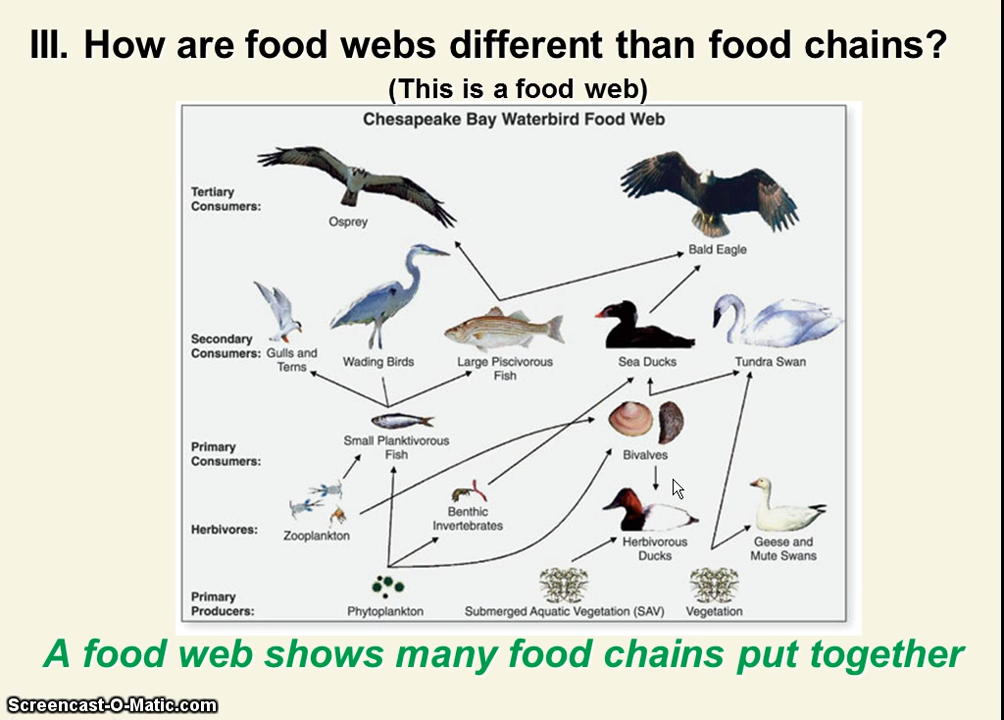 III. How are food webs different than food chains?
(This is a food web)
Chesapeake Bay Waterbird Food Web
Tertiary
Consumers:
Osprey
Bald Eagle
Secondary
Consumers:
Gulls and
Terns
Wading Birds
Large Piscivorous
Fish
Sea Ducks
Tundra Swan
Primary
Consumers:
Small Planktivorous
Fish
Bivalves
Herbivores:
Zooplankton
Benthic
Invertebrates
Herbivorous
Ducks
Geese and
Mute Swans
Primary
Producers:
Phytoplankton
Submerged Aquatic Vegetation (SAV)
Vegetation
A food web shows many food chains put together
Screencast-O-Matic.com